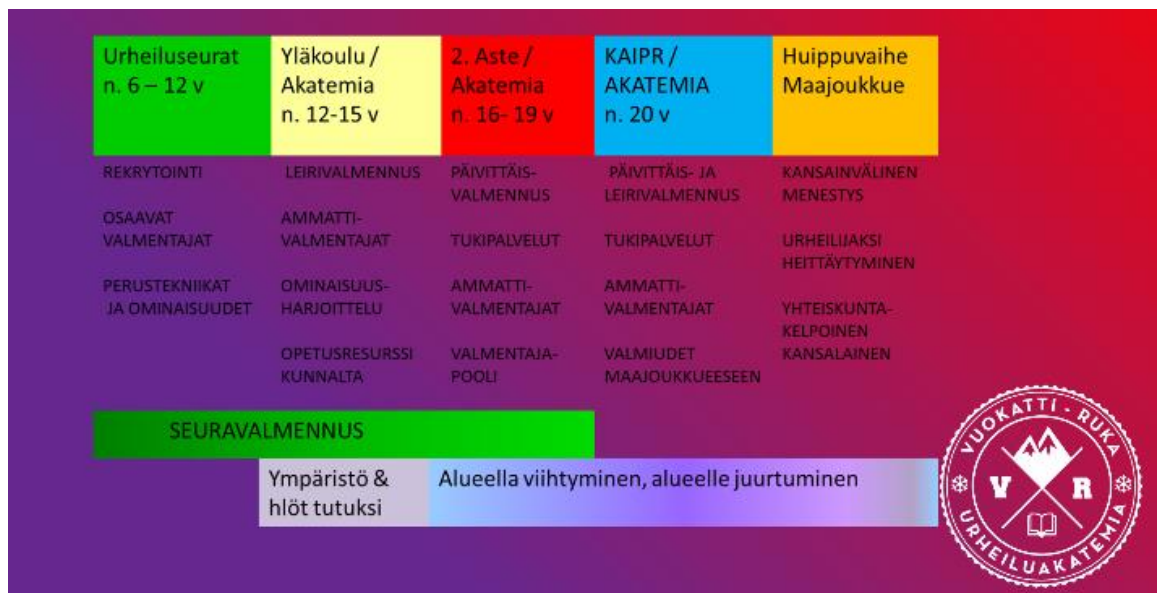 Urheiluseurat
n. 6 – 12 v
Yläkoulu /
Akatemia
n. 12-15 v
2. Aste /
Akatemia
n. 16- 19 v
KAIPR /
AKATEMIA
n. 20 v
Huippuvaihe
Maajoukkue
REKRYTOINTI
OSAAVAT
VALMENTAJAT
PERUSTEKNIIKAT
JA OMINAISUUDET
LEIRIVALMENNUS
AMMATTI-
VALMENTAJAT
OMINAISUUS-
HARJOITTELU
OPETUSRESURSSI
KUNNALTA
PÄIVITTÄIS-
VALMENNUS
TUKIPALVELUT
AMMATTI-
VALMENTAJAT
VALMENTAJA-
POOLI
PÄIVITTÄIS- JA
LEIRIVALMENNUS
TUKIPALVELUT
AMMATTI-
VALMENTAJAT
VALMIUDET
MAAJOUKKUEESEEN
KANSAINVÄLINEN
MENESTYS
URHEILIJAKSI
HEITTÄYTYMINEN
YHTEISKUNTA-
KELPOINEN
KANSALAINEN
SEURAVALMENNUS
Ympäristö &
hlöt tutuksi
Alueella viihtyminen, alueelle juurtuminen
VUOKATTI - RUKA
V R
URHEILUAKATEMIA